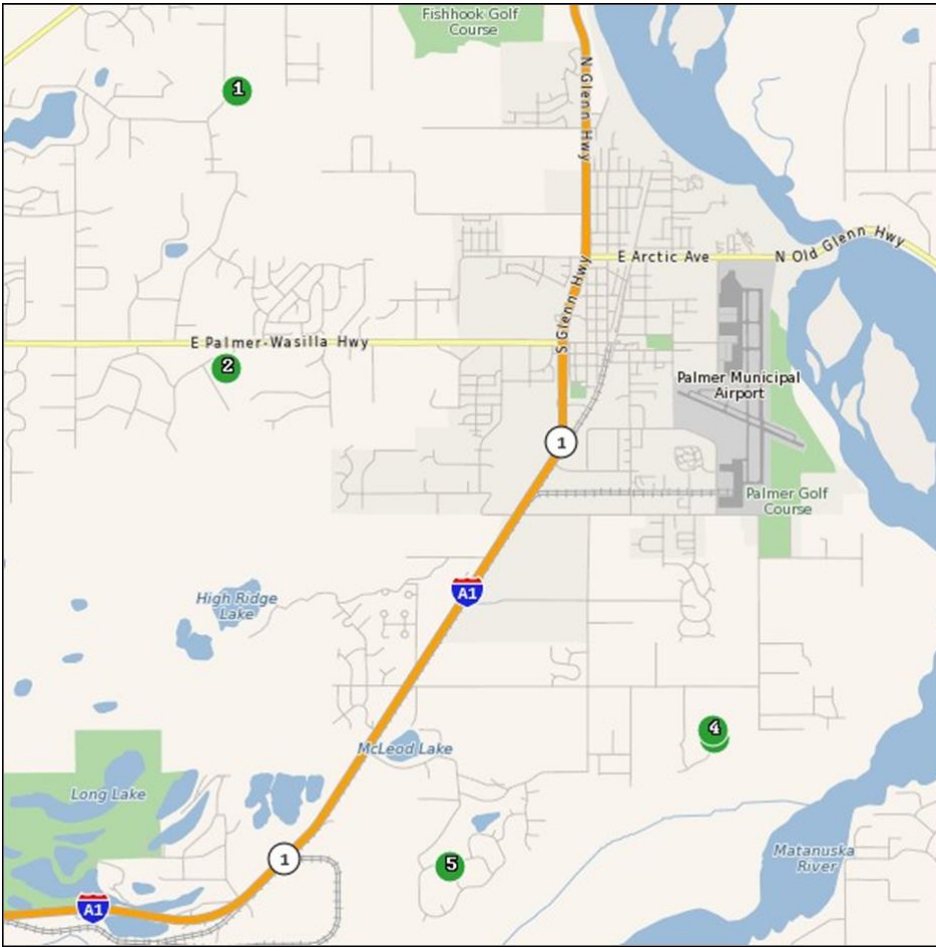 Fishhook Golf
Course
1
N Glenn Hwy
E Arctic Ave
N Old Glenn Hwy
S Glenn Hwy
E Palmer-Wasilla Hwy
2
Palmer Municipal
Airport
1
Palmer Golf
Course
A1
High Ridge
Lake
4
McLeod Lake
Long Lake
1
5
Matanuska
River
A1